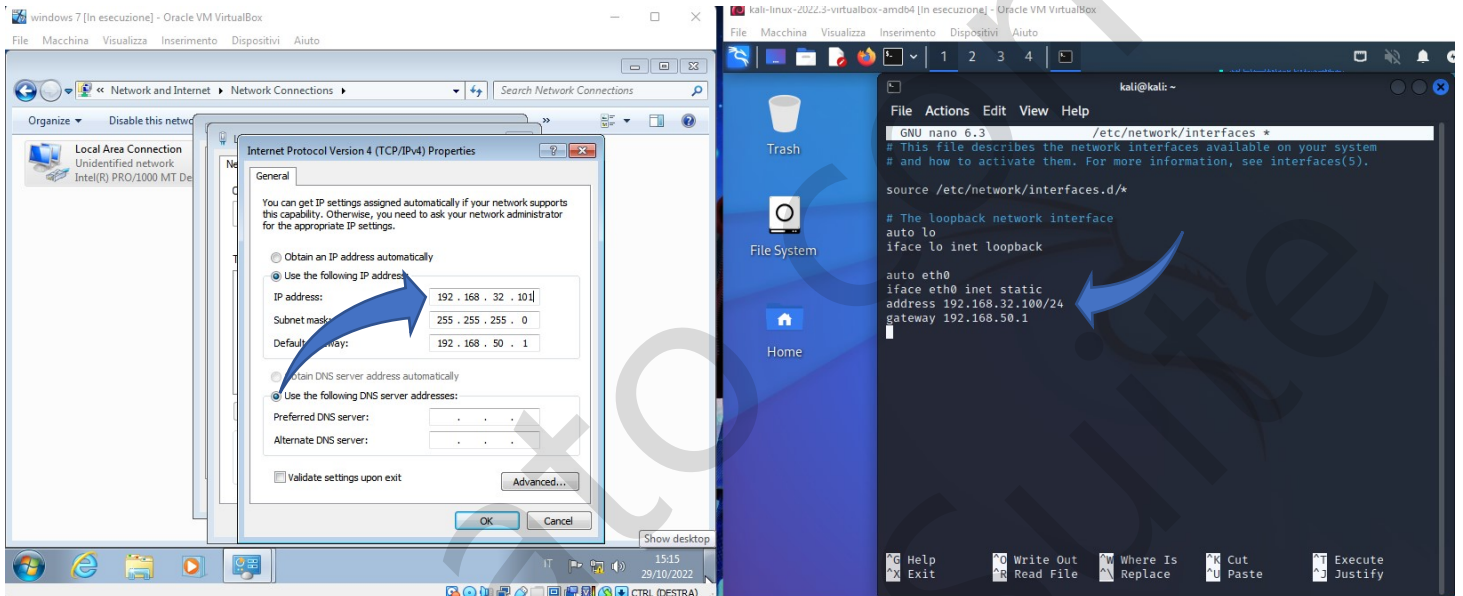 windows 7 [In esecuzione] - Oracle VM VirtualBox
File Macchina Visualizza Inserimento Dispositivi Aiuto
« Network and Internet Network Connections
Search Network Connections
Organize Disable this netwo
»
Local Area Connection
Unidentified network
Intel(R) PRO/1000 MT De
Ne
Internet Protocol Version 4 (TCP/IPv4) Properties
General
You can get IP settings assigned automatically if your network supports
this capability. Otherwise, you need to ask your network administrator
for the appropriate IP settings.
Obtain an IP address automatically
Use the following IP address:
IP address: 192 . 168 . 32 . 101
Subnet mask: 255 . 255 . 255 . 0
Default way: 192 . 168 . 50 . 1
btain DNS server address automatically
Use the following DNS server addresses:
Preferred DNS server: . . .
Alternate DNS server: . . .
Validate settings upon exit
Advanced...
OK Cancel
Show desktop
IT
15:15
29/10/2022
CTRL (DESTRA)
kali-linux-2022.3-virtualbox-amd64 [In esecuzione] - Oracle VM VirtualBox
File Macchina Visualizza Inserimento Dispositivi Aiuto
1 2 3 4
Trash
File System
Home
kali@kali: ~
File Actions Edit View Help
GNU nano 6.3 /etc/network/interfaces *
# This file describes the network interfaces available on your system
# and how to activate them. For more information, see interfaces(5).
source /etc/network/interfaces.d/*
# The loopback network interface
auto lo
iface lo inet loopback
auto eth0
iface eth0 inet static
address 192.168.32.100/24
gateway 192.168.50.1
^G Help ^O Write Out ^W Where Is ^K Cut ^T Execute
^X Exit ^R Read File ^\ Replace ^U Paste ^J Justify
ato con
Suite